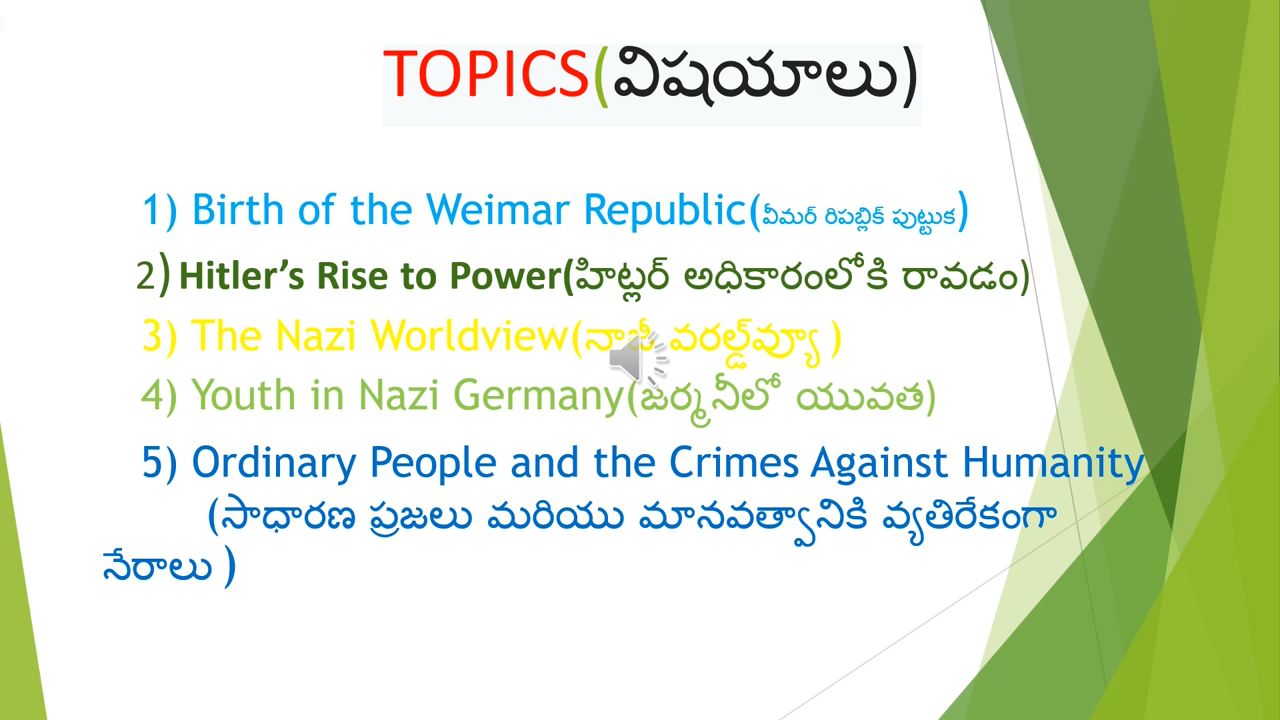 TOPICS(విషయాలు)
1) Birth of the Weimar Republic(వీమర్ రిపబ్లిక్ పుట్టుక)
2) Hitler’s Rise to Power(హిట్లర్ అధికారంలోకి రావడం)
3) The Nazi Worldview(నాజీ వరల్డ్‌వ్యూ )
4) Youth in Nazi Germany(జర్మనీలో యువత)
5) Ordinary People and the Crimes Against Humanity
(సాధారణ ప్రజలు మరియు మానవత్వానికి వ్యతిరేకంగా
నేరాలు )